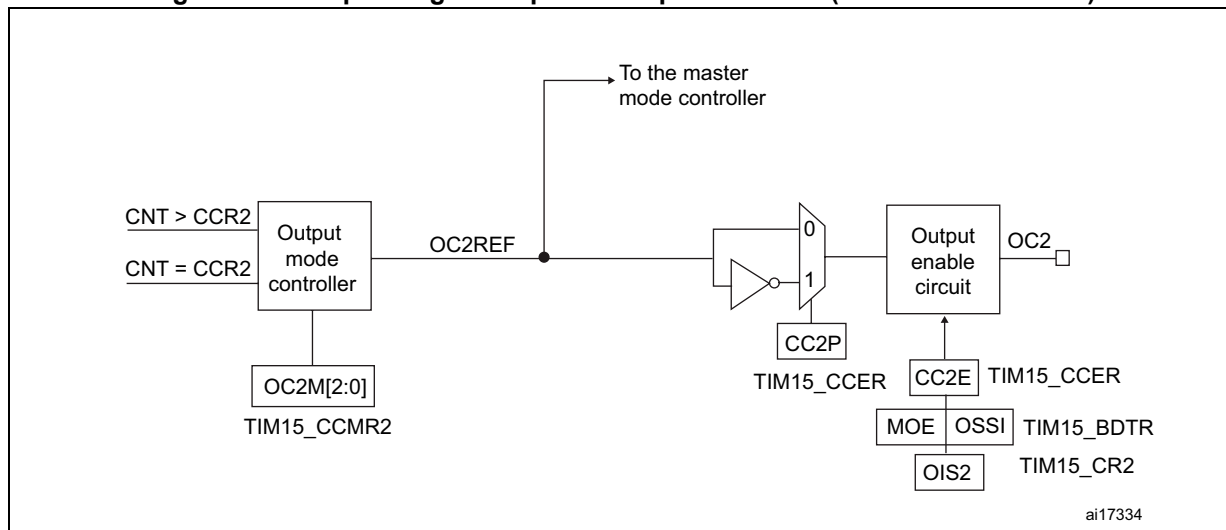 To the master
mode controller
CNT > CCR2
CNT = CCR2
Output
mode
controller
OC2REF
0
1
Output
enable
circuit
OC2
CC2P
TIM15_CCER
CC2E
TIM15_CCER
OC2M[2:0]
TIM15_CCMR2
MOE
OSSI
TIM15_BDTR
OIS2
TIM15_CR2
ai17334